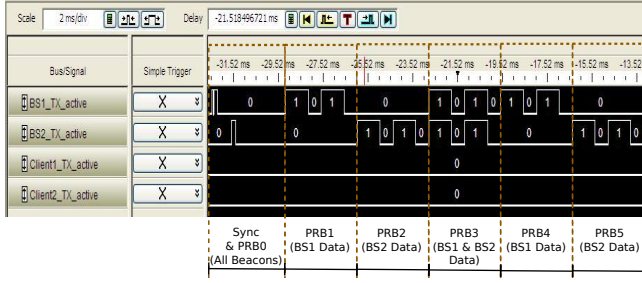 Scale 2 ms/div Delay -21.518496721 ms T
Bus/Signal Simple Trigger -31.52 ms -29.52 ms -27.52 ms -25.52 ms -23.52 ms -21.52 ms -19.52 ms -17.52 ms -15.52 ms -13.52
BS1_TX_active X 0 1 0 1 0 1 0 1 0 1 0 1 0
BS2_TX_active X 0 0 1 0 1 0 1 0 1 0 1 0 1
Client1_TX_active X 0
Client2_TX_active X 0
Sync PRB1 PRB2 PRB3 PRB4 PRB5
& PRB0 (BS1 Data) (BS2 Data) (BS1 & BS2 (BS1 Data) (BS2 Data)
(All Beacons) Data)